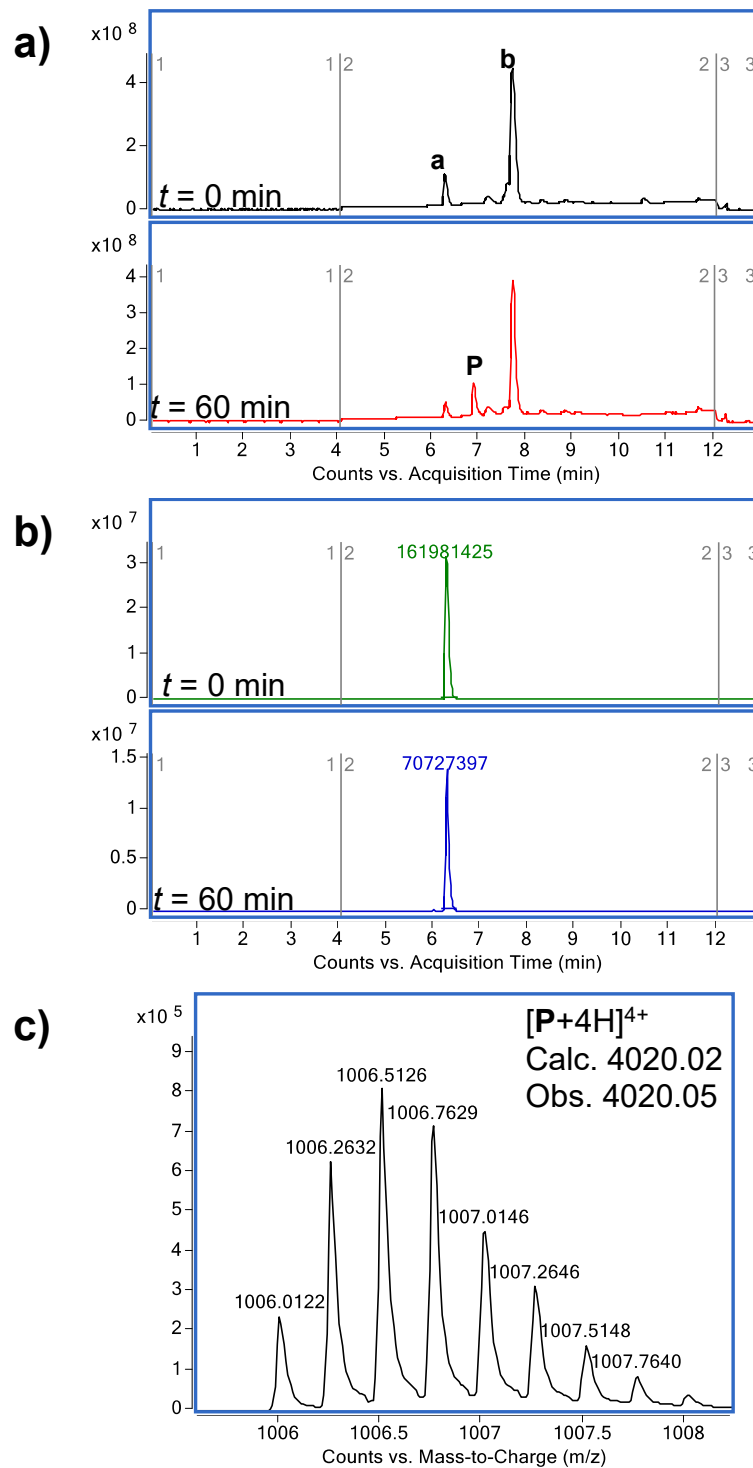 a)
x10 8
1 1 2 2 3 3
b
4
a
2
t = 0 min
0
x10 8
1 1 2 2 3 3
4
3
P
2
1
t = 60 min
0
1 2 3 4 5 6 7 8 9 10 11 12
Counts vs. Acquisition Time (min)
b)
x10 7
161981425
1 1 2 2 3 3
3
2
1
t = 0 min
0
x10 7
70727397
1 1 2 2 3 3
1.5
1
0.5
t = 60 min
0
1 2 3 4 5 6 7 8 9 10 11 12
Counts vs. Acquisition Time (min)
c)
x10 5
[P+4H]4+
Calc. 4020.02
Obs. 4020.05
9
1006.5126
8
1006.7629
7
1006.2632
6
5
1007.0146
4
1007.2646
3
1006.0122
2
1007.5148
1007.7640
1
0
1006 1006.5 1007 1007.5 1008
Counts vs. Mass-to-Charge (m/z)